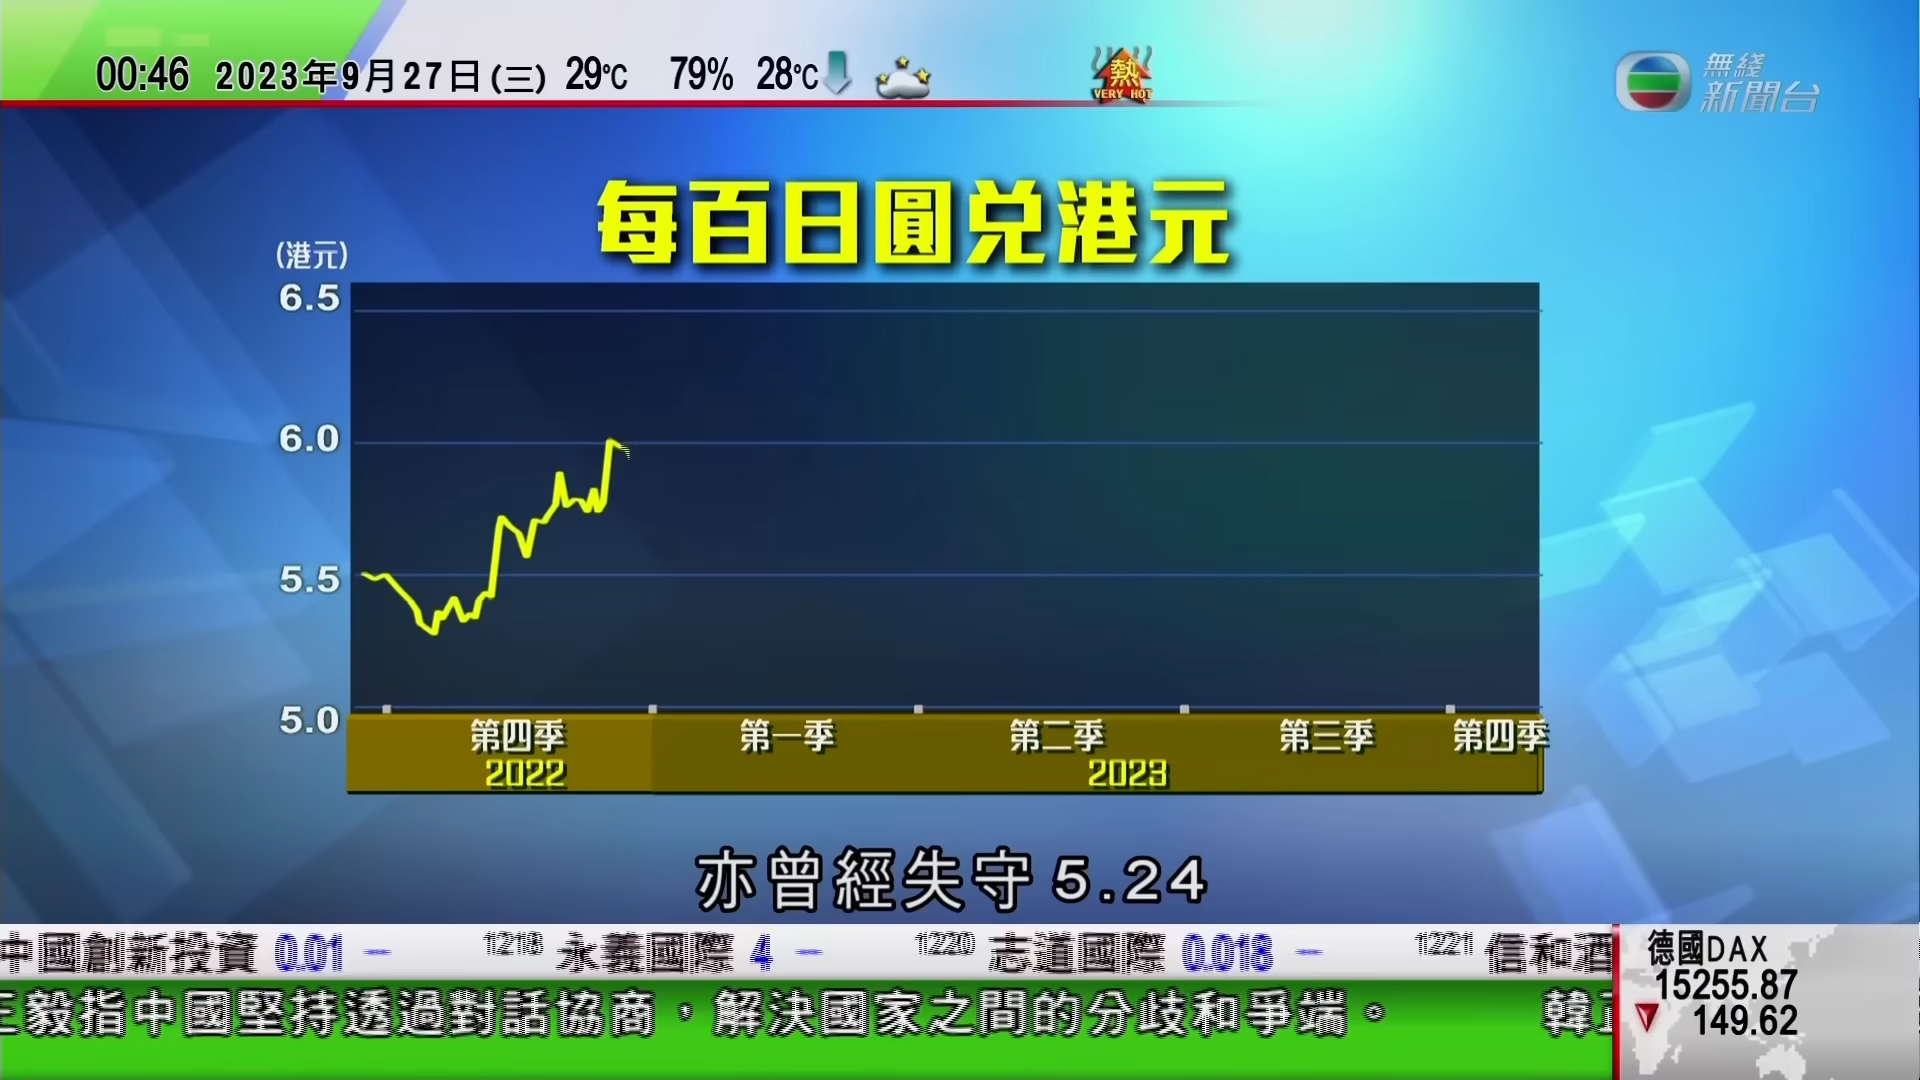 00:46 2023年9月27日(三) 29℃ 79% 28℃
熱
VERY HOT
無綫
新聞台
每百日圓兌港元
(港元)
6.5
6.0
5.5
5.0
第四季 第一季 第二季 第三季 第四季
2022 2023
亦曾經失守5.24
中國創新投資 0.01 － 1218 永義國際 4 － 1220 志道國際 0.018 － 1221 信和酒
毅指中國堅持透過對話協商，解決國家之間的分歧和爭端。 韓
德國DAX
15255.87
149.62